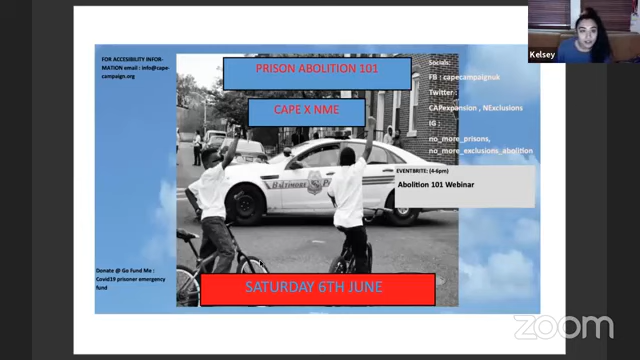 FOR ACCESIBILITY INFOR-
MATION email : info@cape-
campaign.org
PRISON ABOLITION 101
CAPE X NME
Socials:
FB : capecampaignuk
Twitter :
CAPexpansion , NExclusions
IG :
no_more_prisons,
no_more_exclusions_abolition
EVENTBRITE: (4-6pm)
Abolition 101 Webinar
BALTIMORE
Donate @ Go Fund Me :
Covid19 prisoner emergency
fund
SATURDAY 6TH JUNE
Kelsey
zoom